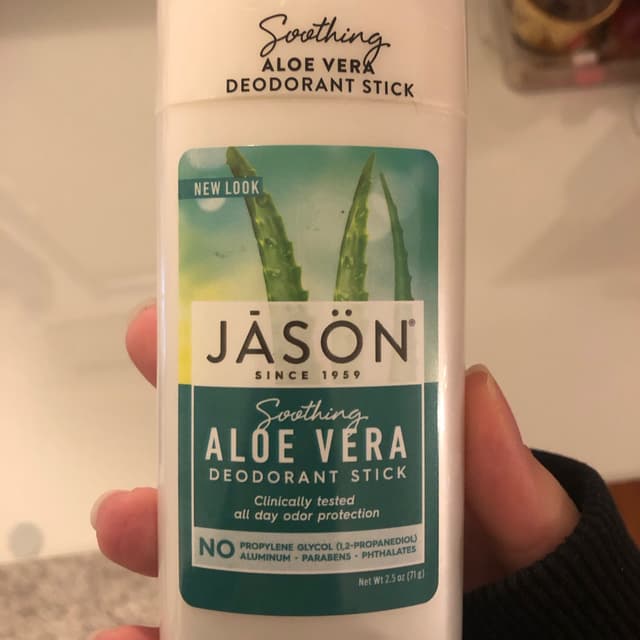 Soothing
ALOE VERA
DEODORANT STICK
NEW LOOK
JĀSÖN®
SINCE 1959
Soothing
ALOE VERA
DEODORANT STICK
Clinically tested
all day odor protection
NO PROPYLENE GLYCOL (1,2-PROPANEDIOL)
ALUMINUM - PARABENS - PHTHALATES
Net Wt 2.5 oz (71 g)